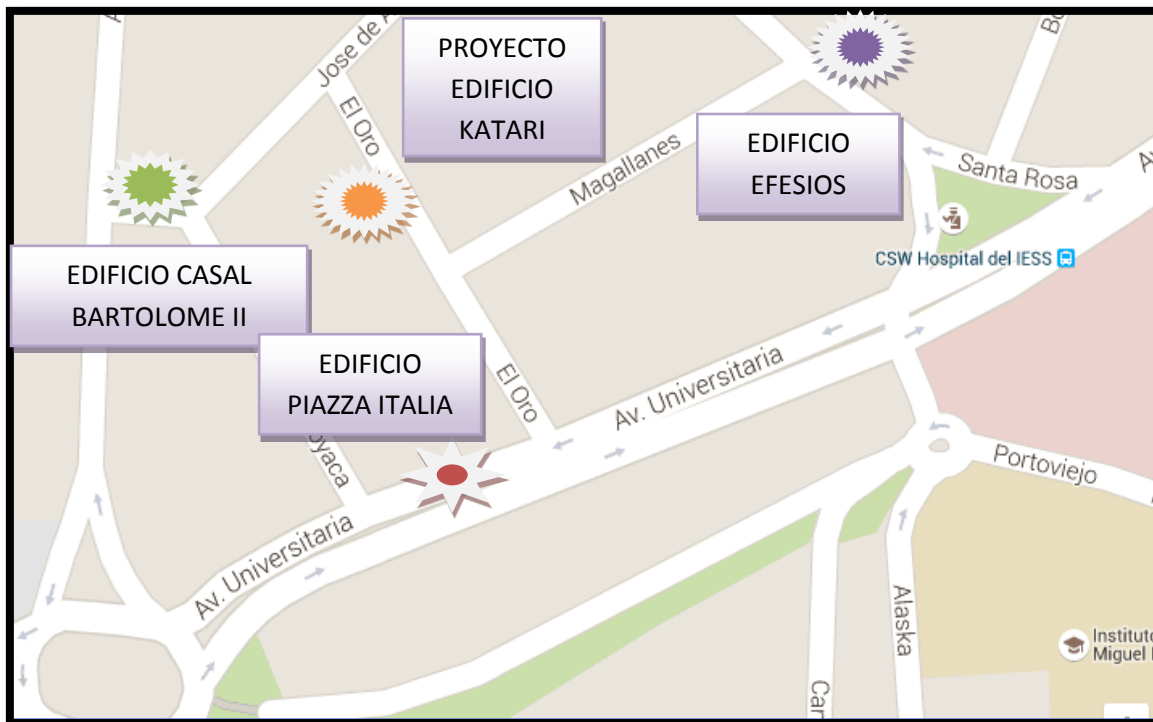 PROYECTO
EDIFICIO
KATARI
Jose de
El Oro
EDIFICIO
EFESIOS
Magallanes
Santa Rosa
CSW Hospital del IESS
EDIFICIO CASAL
BARTOLOME II
EDIFICIO
PIAZZA ITALIA
El Oro
Av. Universitaria
oyaca
Portoviejo
Av. Universitaria
Alaska
Instituto
Miguel